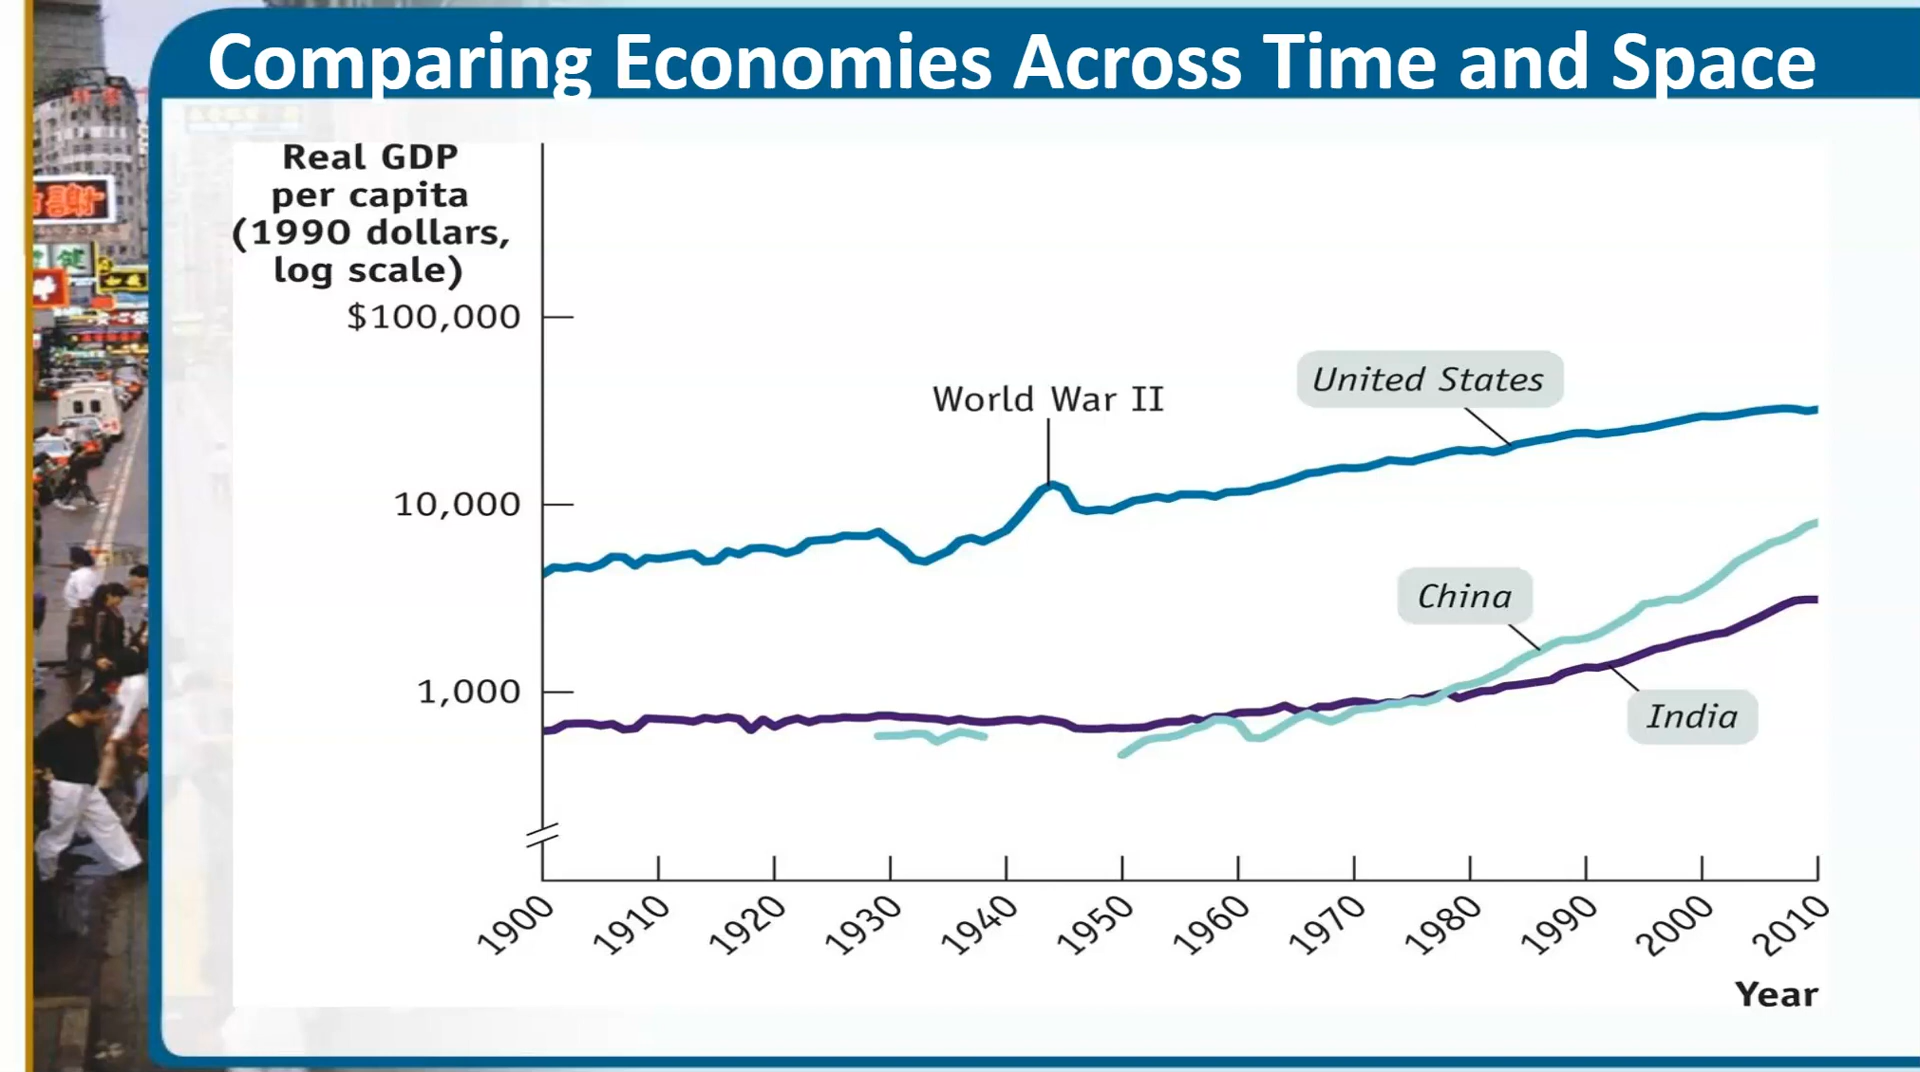 Comparing Economies Across Time and Space
Real GDP
per capita
(1990 dollars,
log scale)
$100,000
10,000
1,000
World War II
United States
China
India
1900
1910
1920
1930
1940
1950
1960
1970
1980
1990
2000
2010
Year